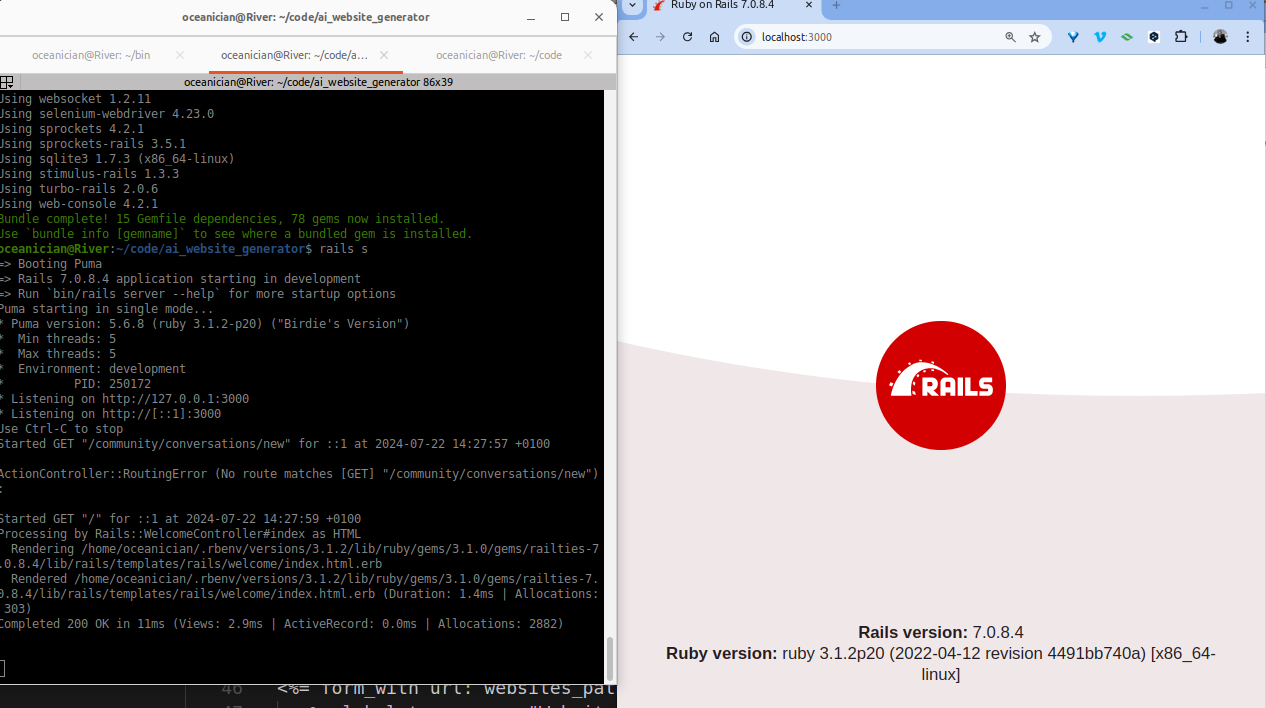 oceanician@River: ~/code/ai_website_generator
oceanician@River: ~/bin
oceanician@River: ~/code/a...
oceanician@River: ~/code
oceanician@River: ~/code/ai_website_generator 86x39
Using websocket 1.2.11
Using selenium-webdriver 4.23.0
Using sprockets 4.2.1
Using sprockets-rails 3.5.1
Using sqlite3 1.7.3 (x86_64-linux)
Using stimulus-rails 1.3.3
Using turbo-rails 2.0.6
Using web-console 4.2.1
Bundle complete! 15 Gemfile dependencies, 78 gems now installed.
Use `bundle info [gemname]` to see where a bundled gem is installed.
oceanician@River:~/code/ai_website_generator$ rails s
=> Booting Puma
=> Rails 7.0.8.4 application starting in development
=> Run `bin/rails server --help` for more startup options
Puma starting in single mode...
* Puma version: 5.6.8 (ruby 3.1.2-p20) ("Birdie's Version")
*  Min threads: 5
*  Max threads: 5
*  Environment: development
*          PID: 250172
* Listening on http://127.0.0.1:3000
* Listening on http://[::1]:3000
Use Ctrl-C to stop
Started GET "/community/conversations/new" for ::1 at 2024-07-22 14:27:57 +0100
ActionController::RoutingError (No route matches [GET] "/community/conversations/new")
:
Started GET "/" for ::1 at 2024-07-22 14:27:59 +0100
Processing by Rails::WelcomeController#index as HTML
  Rendering /home/oceanician/.rbenv/versions/3.1.2/lib/ruby/gems/3.1.0/gems/railties-7
.0.8.4/lib/rails/templates/rails/welcome/index.html.erb
  Rendered /home/oceanician/.rbenv/versions/3.1.2/lib/ruby/gems/3.1.0/gems/railties-7.
0.8.4/lib/rails/templates/rails/welcome/index.html.erb (Duration: 1.4ms | Allocations:
 303)
Completed 200 OK in 11ms (Views: 2.9ms | ActiveRecord: 0.0ms | Allocations: 2882)
46 <%= form_with url: websites_pat
Ruby on Rails 7.0.8.4
localhost:3000
RAILS
Rails version: 7.0.8.4
Ruby version: ruby 3.1.2p20 (2022-04-12 revision 4491bb740a) [x86_64-
linux]